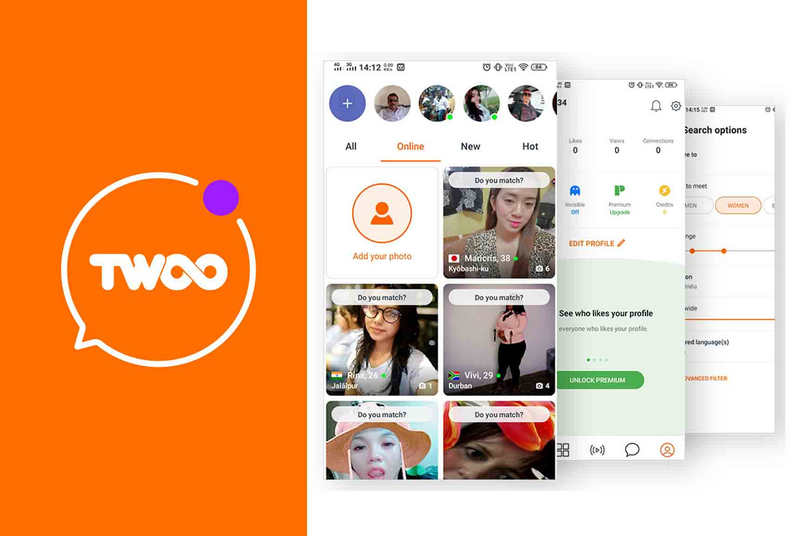 TWOO
14:12
All Online New Hot
Add your photo
Do you match?
Maricris, 38
Kyōbashi-ku 6
Do you match?
Rina, 26
Jalālpur 1
Do you match?
Vivi, 29
Durban 4
Do you match?
Do you match?
34
Likes Views Connections
0 0 0
Invisible Premium Credits
Off Upgrade 0
EDIT PROFILE
See who likes your profile
everyone who likes your profile.
UNLOCK PREMIUM
14:15
Search options
re to
to meet
MEN WOMEN
nge
on
wide
red language(s)
ADVANCED FILTER